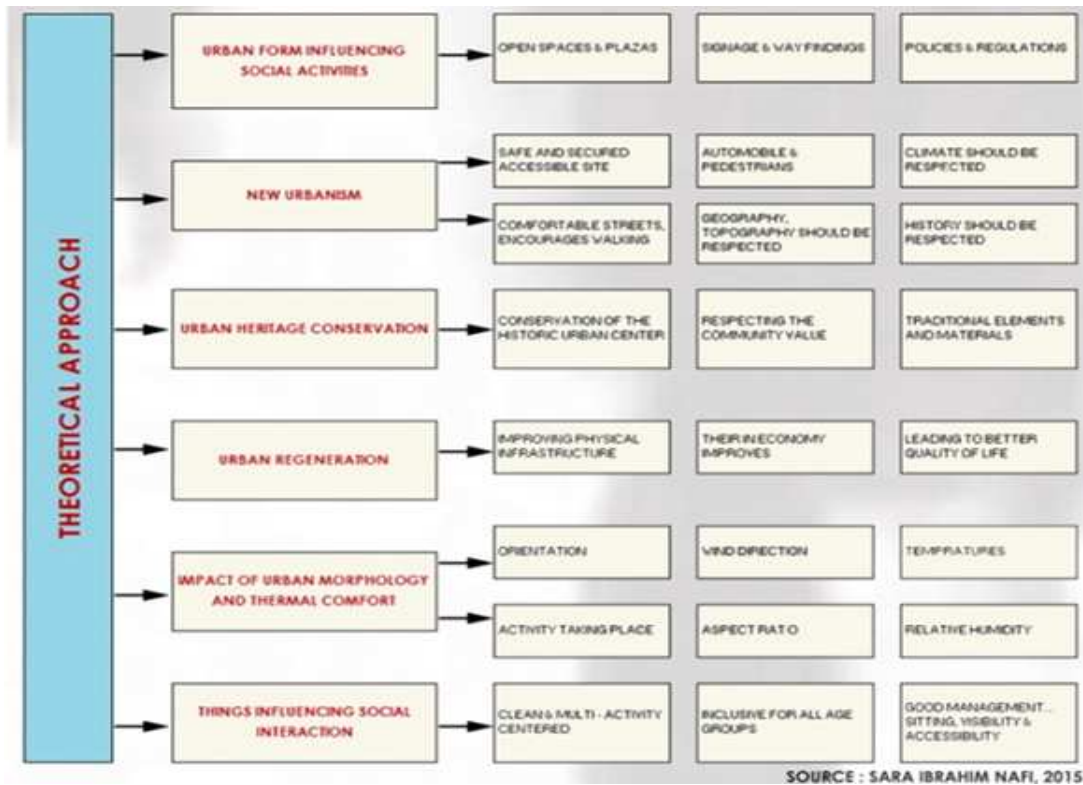 THEORETICAL APPROACH
URBAN FORM INFLUENCING
SOCIAL ACTIVITIES
OPEN SPACES & PLAZAS
SIGNAGE & WAY FINDINGS
POLICIES & REGULATIONS
NEW URBANISM
SAFE AND SECURED
ACCESSIBLE SITE
AUTOMOBILE &
PEDESTRIANS
CLIMATE SHOULD BE
RESPECTED
COMFORTABLE STREETS,
ENCOURAGES WALKING
GEOGRAPHY,
TOPOGRAPHY SHOULD BE
RESPECTED
HISTORY SHOULD BE
RESPECTED
URBAN HERITAGE CONSERVATION
CONSERVATION OF THE
HISTORIC URBAN CENTER
RESPECTING THE
COMMUNITY VALUE
TRADITIONAL ELEMENTS
AND MATERIALS
URBAN REGENERATION
IMPROVING PHYSICAL
INFRASTRUCTURE
THEIR IN ECONOMY
IMPROVES
LEADING TO BETTER
QUALITY OF LIFE
IMPACT OF URBAN MORPHOLOGY
AND THERMAL COMFORT
ORIENTATION
WIND DIRECTION
TEMPRATURES
ACTIVITY TAKING PLACE
ASPECT RATIO
RELATIVE HUMIDITY
THINGS INFLUENCING SOCIAL
INTERACTION
CLEAN & MULTI - ACTIVITY
CENTERED
INCLUSIVE FOR ALL AGE
GROUPS
GOOD MANAGEMENT...
SITTING, VISIBILITY &
ACCESSIBILITY
SOURCE : SARA IBRAHIM NAFI, 2015